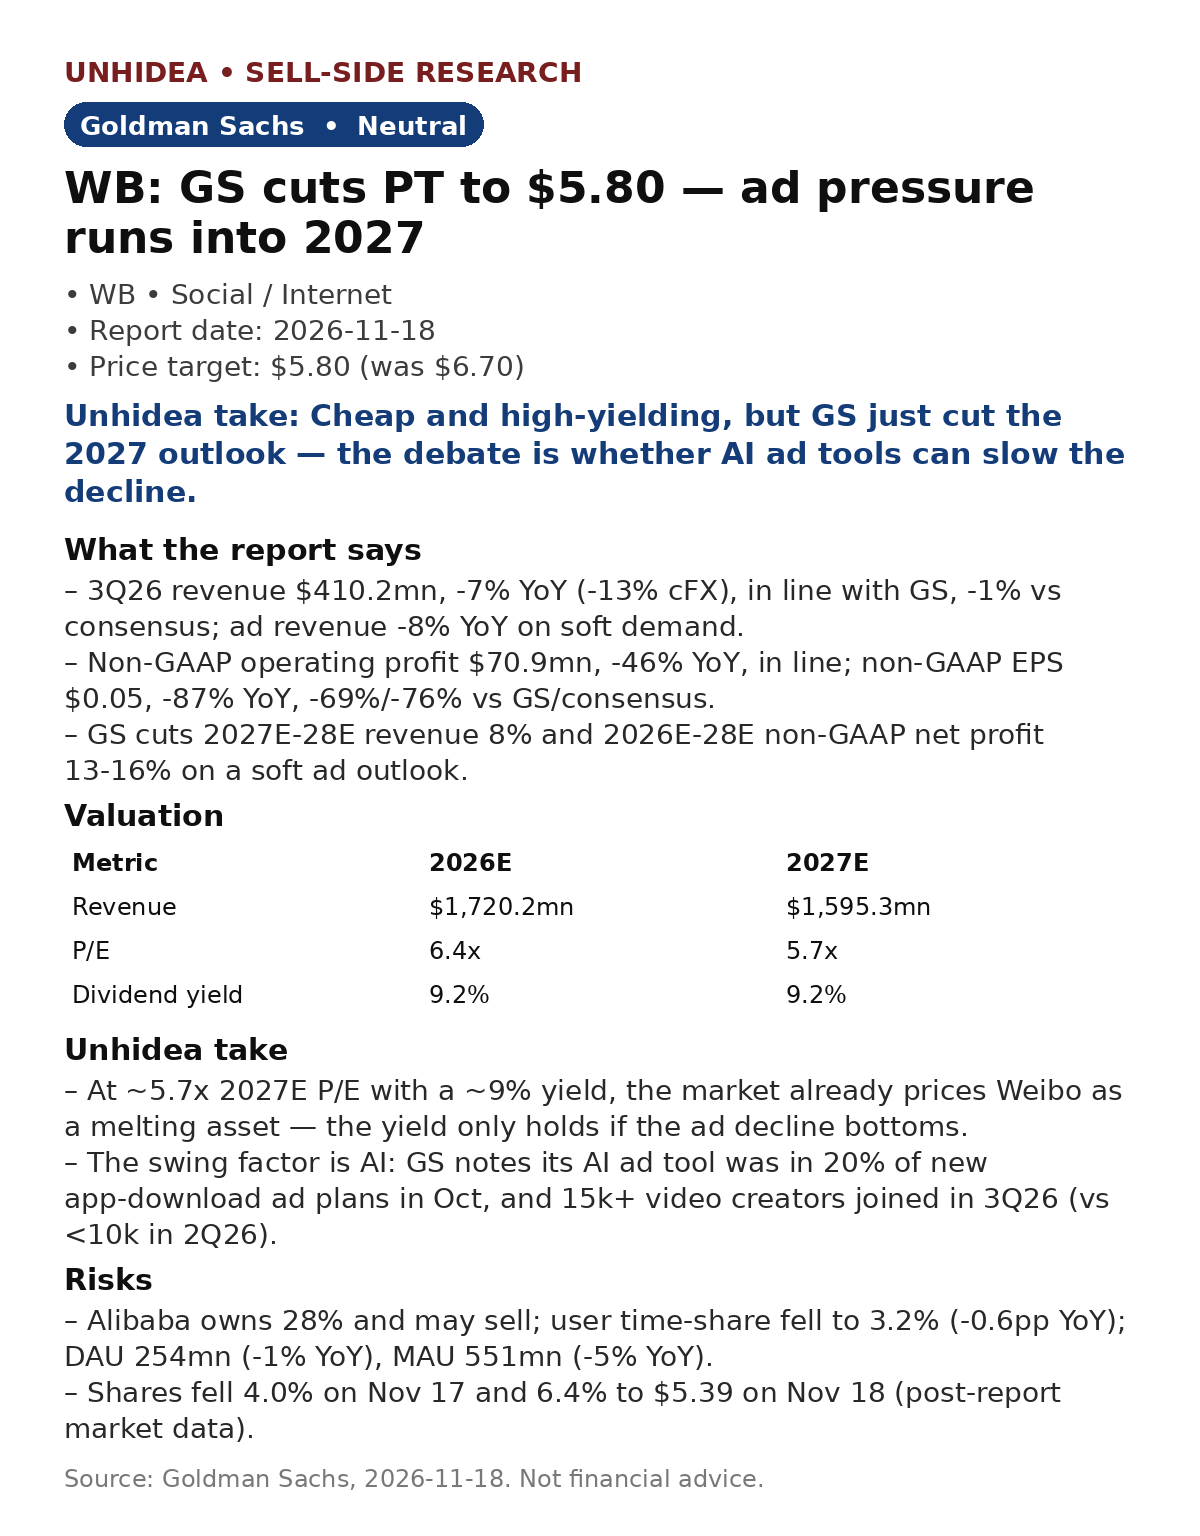 UNHIDEA • SELL-SIDE RESEARCH
Goldman Sachs • Neutral
WB: GS cuts PT to $5.80 — ad pressure
runs into 2027
• WB • Social / Internet
• Report date: 2026-11-18
• Price target: $5.80 (was $6.70)
Unhidea take: Cheap and high-yielding, but GS just cut the
2027 outlook — the debate is whether AI ad tools can slow the
decline.
What the report says
– 3Q26 revenue $410.2mn, -7% YoY (-13% cFX), in line with GS, -1% vs
consensus; ad revenue -8% YoY on soft demand.
– Non-GAAP operating profit $70.9mn, -46% YoY, in line; non-GAAP EPS
$0.05, -87% YoY, -69%/-76% vs GS/consensus.
– GS cuts 2027E-28E revenue 8% and 2026E-28E non-GAAP net profit
13-16% on a soft ad outlook.
Valuation
Metric 2026E 2027E
Revenue $1,720.2mn $1,595.3mn
P/E 6.4x 5.7x
Dividend yield 9.2% 9.2%
Unhidea take
– At ~5.7x 2027E P/E with a ~9% yield, the market already prices Weibo as
a melting asset — the yield only holds if the ad decline bottoms.
– The swing factor is AI: GS notes its AI ad tool was in 20% of new
app-download ad plans in Oct, and 15k+ video creators joined in 3Q26 (vs
<10k in 2Q26).
Risks
– Alibaba owns 28% and may sell; user time-share fell to 3.2% (-0.6pp YoY);
DAU 254mn (-1% YoY), MAU 551mn (-5% YoY).
– Shares fell 4.0% on Nov 17 and 6.4% to $5.39 on Nov 18 (post-report
market data).
Source: Goldman Sachs, 2026-11-18. Not financial advice.